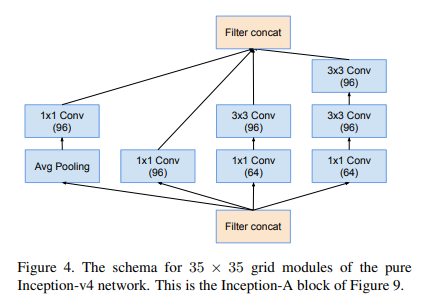 Filter concat
3x3 Conv
(96)
1x1 Conv
(96)
3x3 Conv
(96)
3x3 Conv
(96)
Avg Pooling
1x1 Conv
(96)
1x1 Conv
(64)
1x1 Conv
(64)
Filter concat
Figure 4. The schema for 35 × 35 grid modules of the pure
Inception-v4 network. This is the Inception-A block of Figure 9.